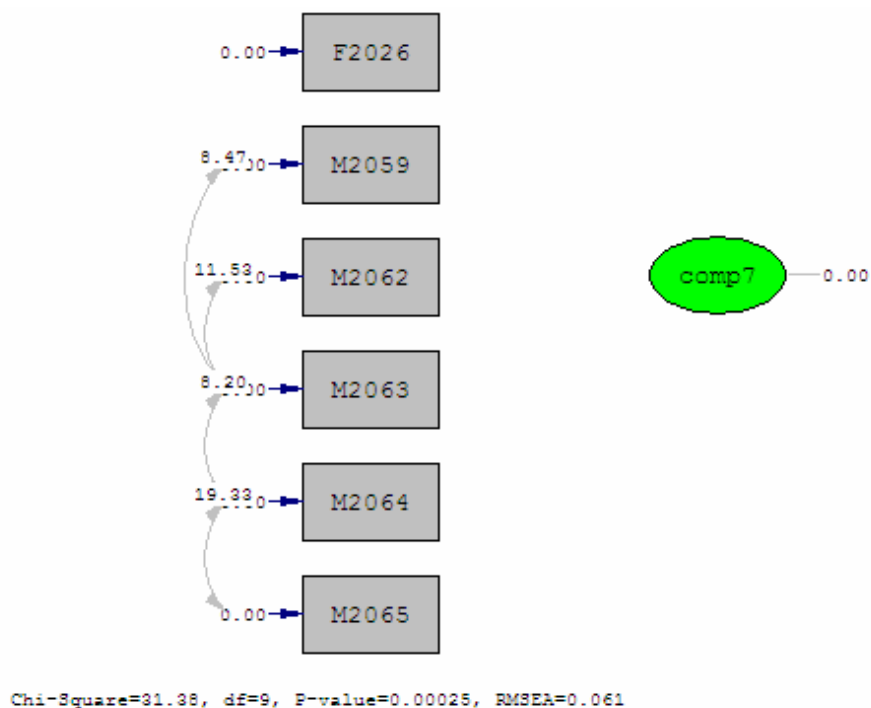 0.00 F2026
8.47 M2059
11.53 M2062
comp7 0.00
8.20 M2063
19.33 M2064
0.00 M2065
Chi-Square=31.38, df=9, P-value=0.00025, RMSEA=0.061